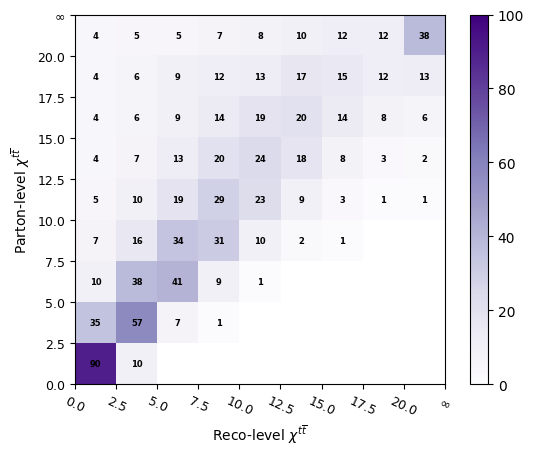 ∞
20.0
17.5
15.0
12.5
10.0
7.5
5.0
2.5
0.0
Parton-level χ^{tt̅}
4 5 5 7 8 10 12 12 38
4 6 9 12 13 17 15 12 13
4 6 9 14 19 20 14 8 6
4 7 13 20 24 18 8 3 2
5 10 19 29 23 9 3 1 1
7 16 34 31 10 2 1
10 38 41 9 1
35 57 7 1
90 10
0.0 2.5 5.0 7.5 10.0 12.5 15.0 17.5 20.0 ∞
Reco-level χ^{tt̅}
100
80
60
40
20
0